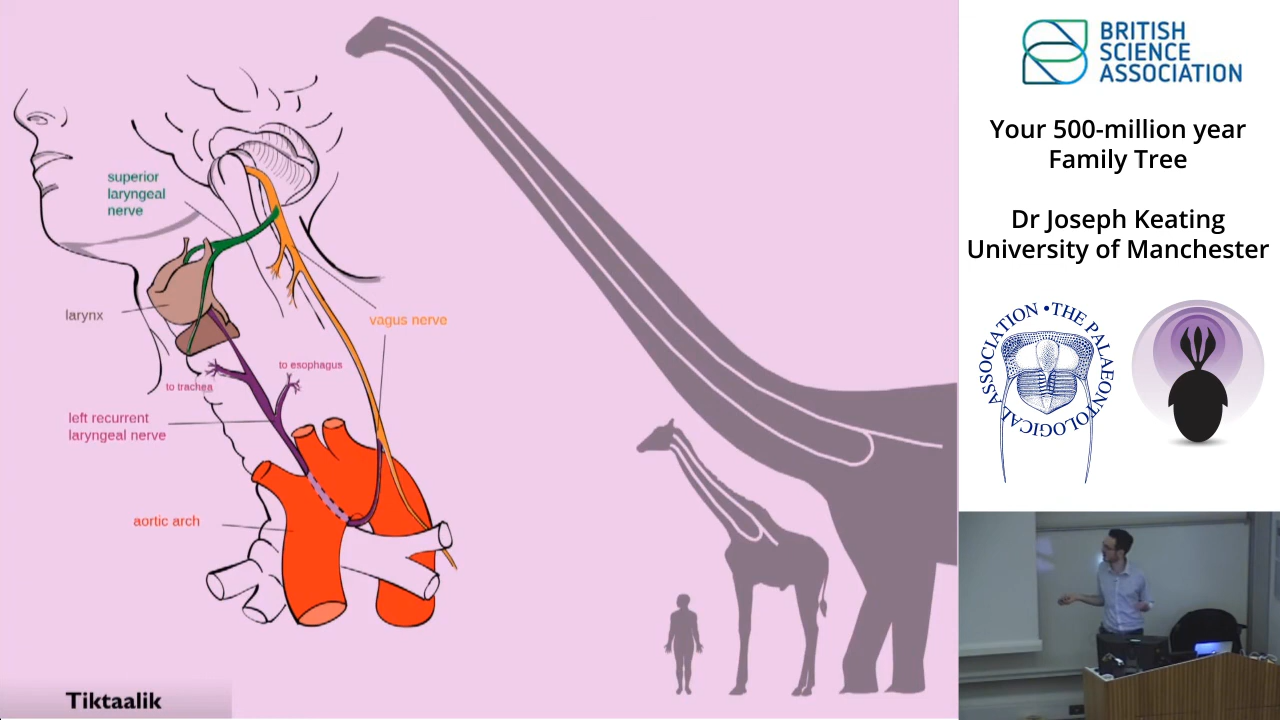 superior
laryngeal
nerve
larynx
vagus nerve
to esophagus
to trachea
left recurrent
laryngeal nerve
aortic arch
Tiktaalik
BRITISH
SCIENCE
ASSOCIATION
Your 500-million year
Family Tree
Dr Joseph Keating
University of Manchester
THE PALAEONTOLOGICAL ASSOCIATION •